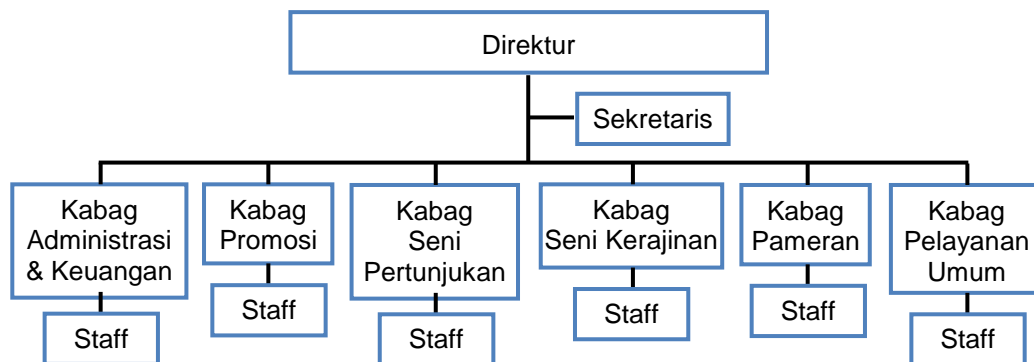 Direktur
Sekretaris
Kabag
Administrasi
& Keuangan
Kabag
Promosi
Kabag
Seni
Pertunjukan
Kabag
Seni Kerajinan
Kabag
Pameran
Kabag
Pelayanan
Umum
Staff
Staff
Staff
Staff
Staff
Staff